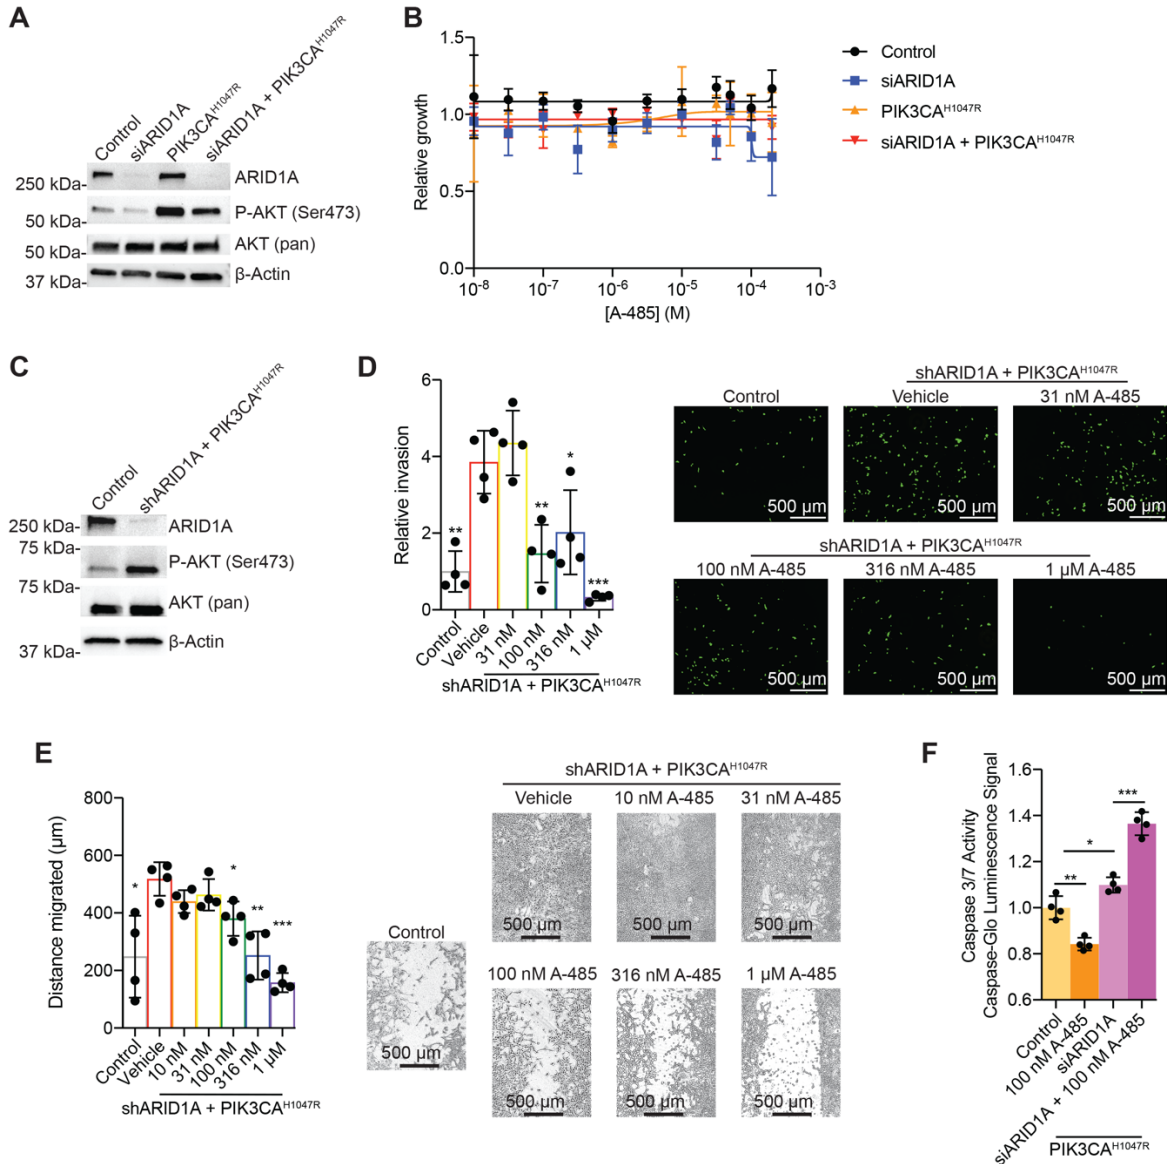 A
Control
siARID1A
PIK3CA^H1047R
siARID1A + PIK3CA^H1047R
250 kDa-
ARID1A
50 kDa-
P-AKT (Ser473)
50 kDa-
AKT (pan)
37 kDa-
β-Actin
B
Relative growth
1.5
1.0
0.5
0.0
10^-8
10^-7
10^-6
10^-5
10^-4
10^-3
[A-485] (M)
Control
siARID1A
PIK3CA^H1047R
siARID1A + PIK3CA^H1047R
C
Control
shARID1A + PIK3CA^H1047R
250 kDa-
ARID1A
75 kDa-
P-AKT (Ser473)
75 kDa-
AKT (pan)
β-Actin
37 kDa-
D
Relative invasion
6
4
2
0
**
**
*
***
Control
Vehicle
31 nM
100 nM
316 nM
1 µM
shARID1A + PIK3CA^H1047R
shARID1A + PIK3CA^H1047R
Control
Vehicle
31 nM A-485
500 µm
500 µm
500 µm
shARID1A + PIK3CA^H1047R
100 nM A-485
316 nM A-485
1 µM A-485
500 µm
500 µm
500 µm
E
Distance migrated (µm)
800
600
400
200
0
*
*
**
***
Control
Vehicle
10 nM
31 nM
100 nM
316 nM
1 µM
shARID1A + PIK3CA^H1047R
Control
500 µm
shARID1A + PIK3CA^H1047R
Vehicle
10 nM A-485
31 nM A-485
500 µm
500 µm
500 µm
100 nM A-485
316 nM A-485
1 µM A-485
500 µm
500 µm
500 µm
F
Caspase 3/7 Activity
Caspase-Glo Luminescence Signal
1.6
1.4
1.2
1.0
0.8
0.6
**
*
***
Control
100 nM A-485
siARID1A
siARID1A + 100 nM A-485
PIK3CA^H1047R